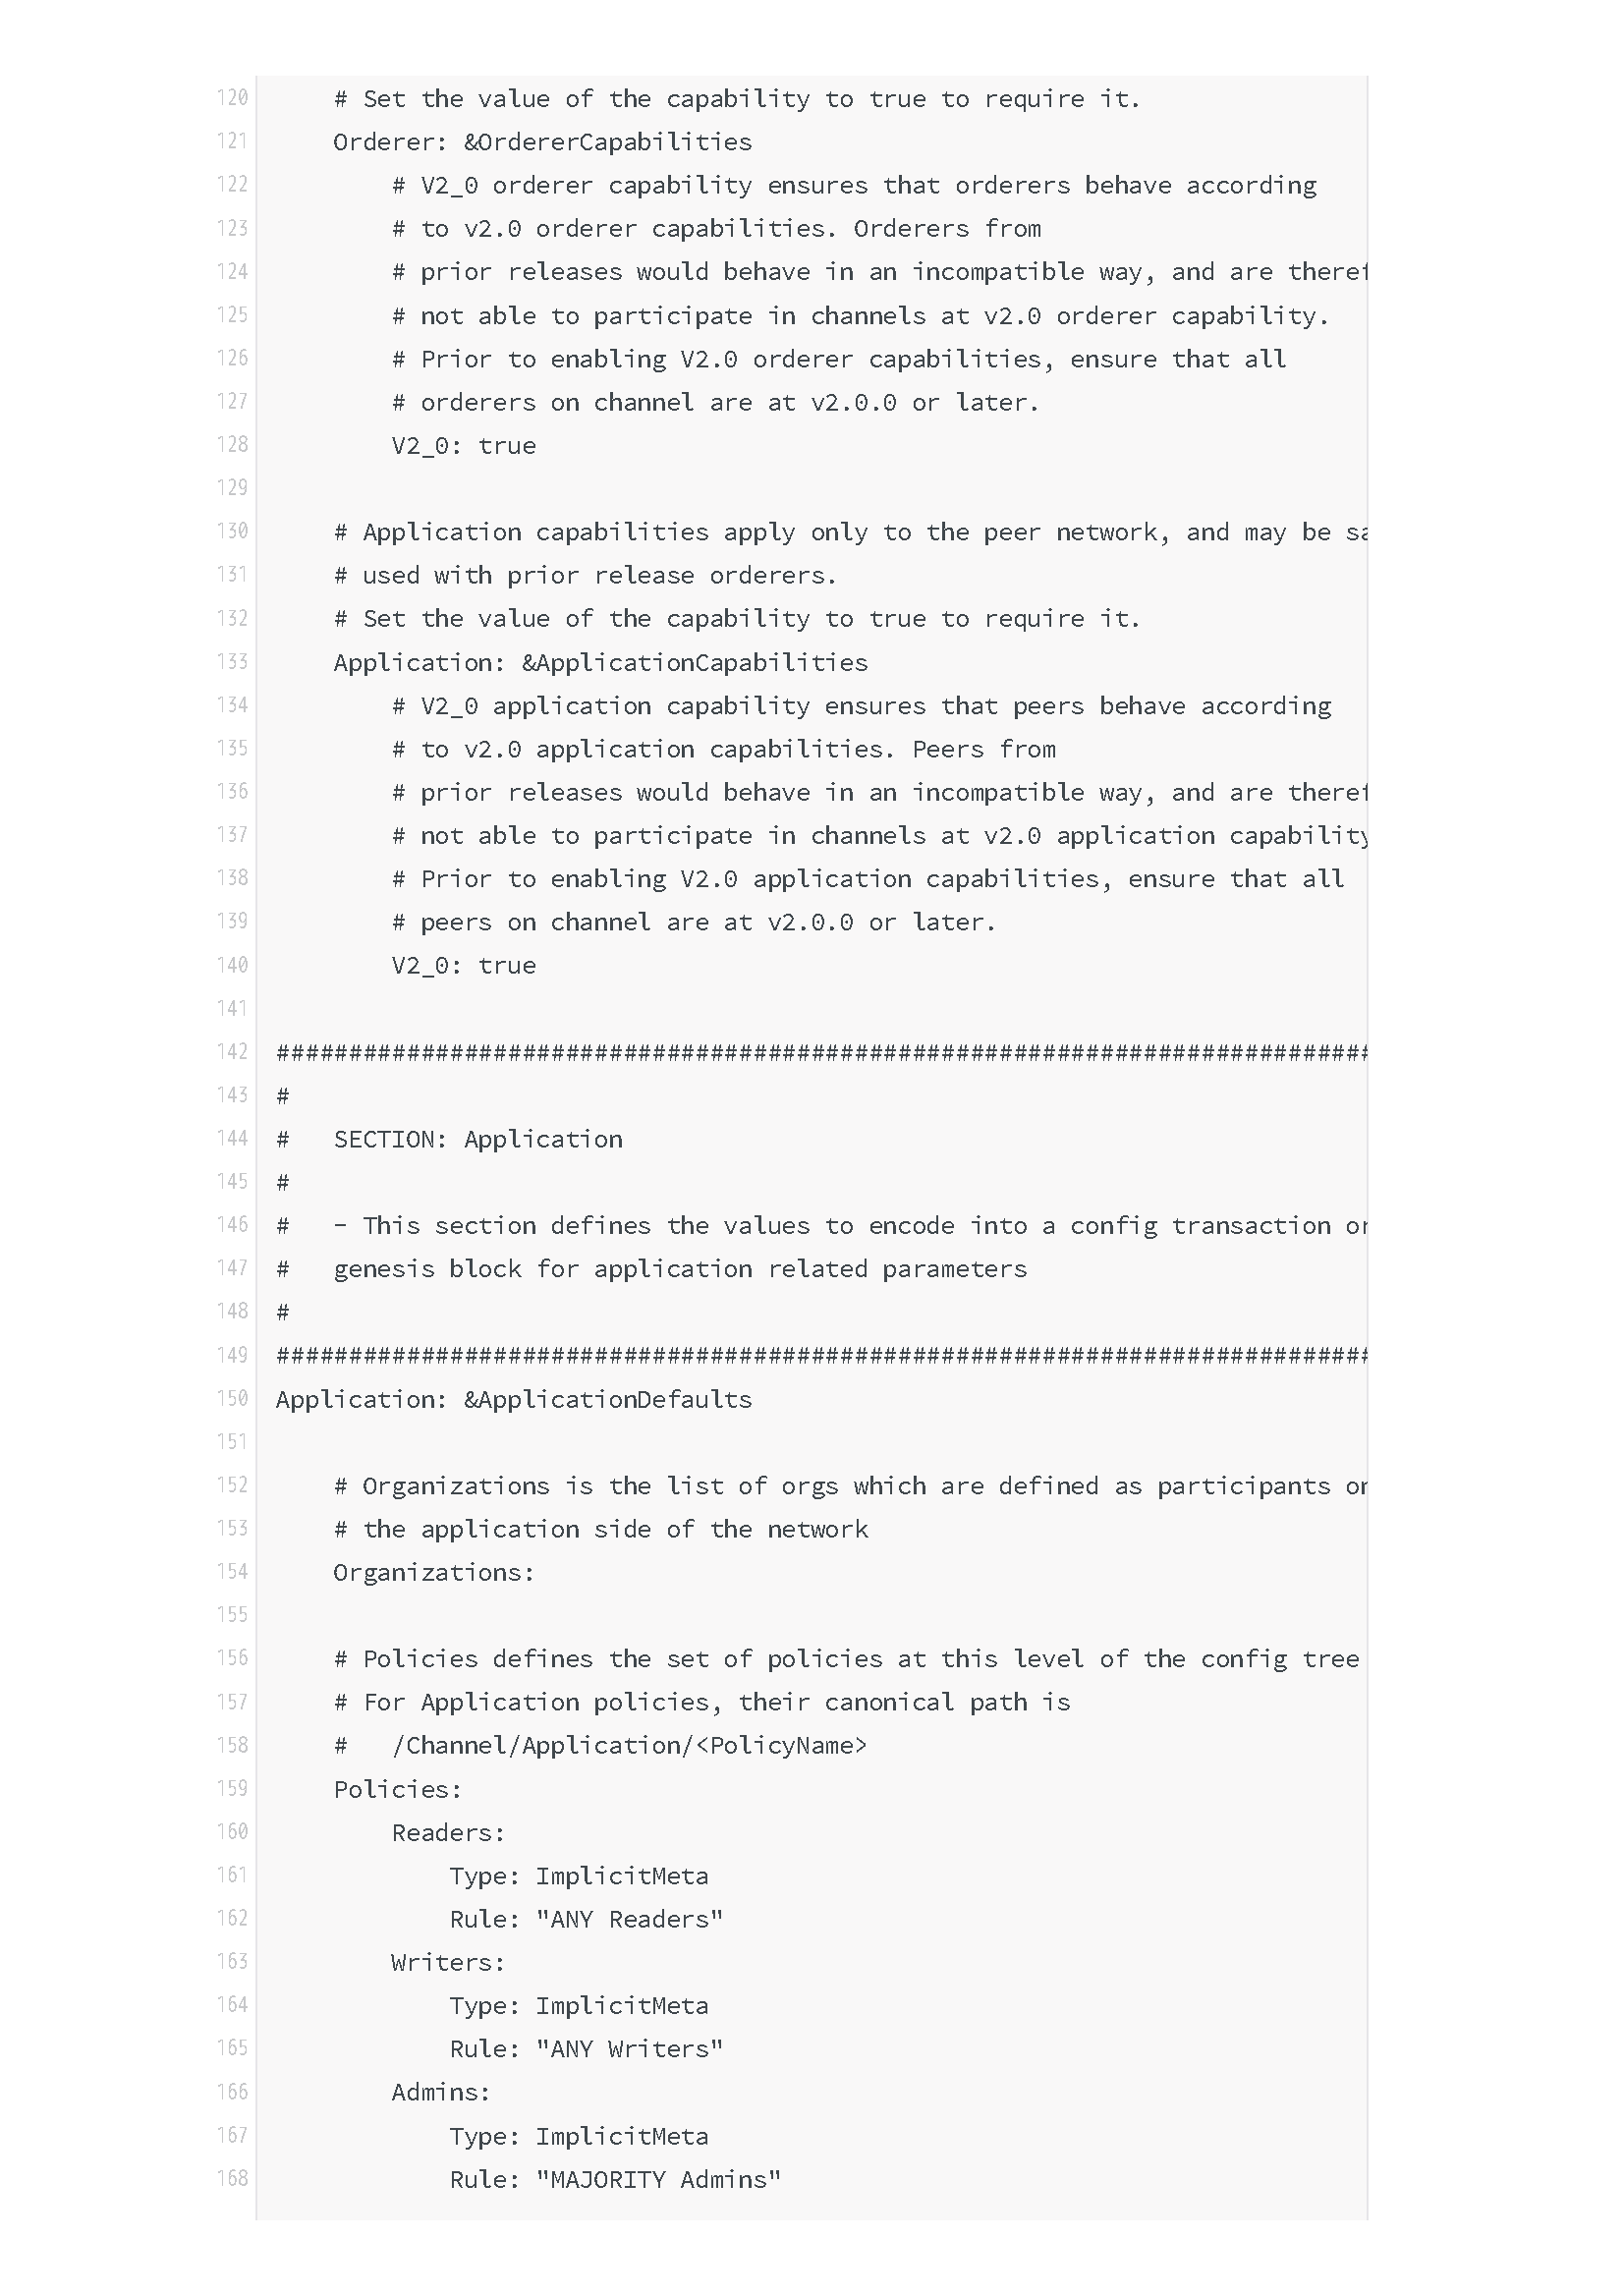 120     # Set the value of the capability to true to require it.
121     Orderer: &OrdererCapabilities
122         # V2_0 orderer capability ensures that orderers behave according
123         # to v2.0 orderer capabilities. Orderers from
124         # prior releases would behave in an incompatible way, and are theref
125         # not able to participate in channels at v2.0 orderer capability.
126         # Prior to enabling V2.0 orderer capabilities, ensure that all
127         # orderers on channel are at v2.0.0 or later.
128         V2_0: true
129
130     # Application capabilities apply only to the peer network, and may be sa
131     # used with prior release orderers.
132     # Set the value of the capability to true to require it.
133     Application: &ApplicationCapabilities
134         # V2_0 application capability ensures that peers behave according
135         # to v2.0 application capabilities. Peers from
136         # prior releases would behave in an incompatible way, and are theref
137         # not able to participate in channels at v2.0 application capability
138         # Prior to enabling V2.0 application capabilities, ensure that all
139         # peers on channel are at v2.0.0 or later.
140         V2_0: true
141
142 ############################################################################
143 #
144 #   SECTION: Application
145 #
146 #   - This section defines the values to encode into a config transaction or
147 #   genesis block for application related parameters
148 #
149 ############################################################################
150 Application: &ApplicationDefaults
151
152     # Organizations is the list of orgs which are defined as participants on
153     # the application side of the network
154     Organizations:
155
156     # Policies defines the set of policies at this level of the config tree
157     # For Application policies, their canonical path is
158     #   /Channel/Application/<PolicyName>
159     Policies:
160         Readers:
161             Type: ImplicitMeta
162             Rule: "ANY Readers"
163         Writers:
164             Type: ImplicitMeta
165             Rule: "ANY Writers"
166         Admins:
167             Type: ImplicitMeta
168             Rule: "MAJORITY Admins"